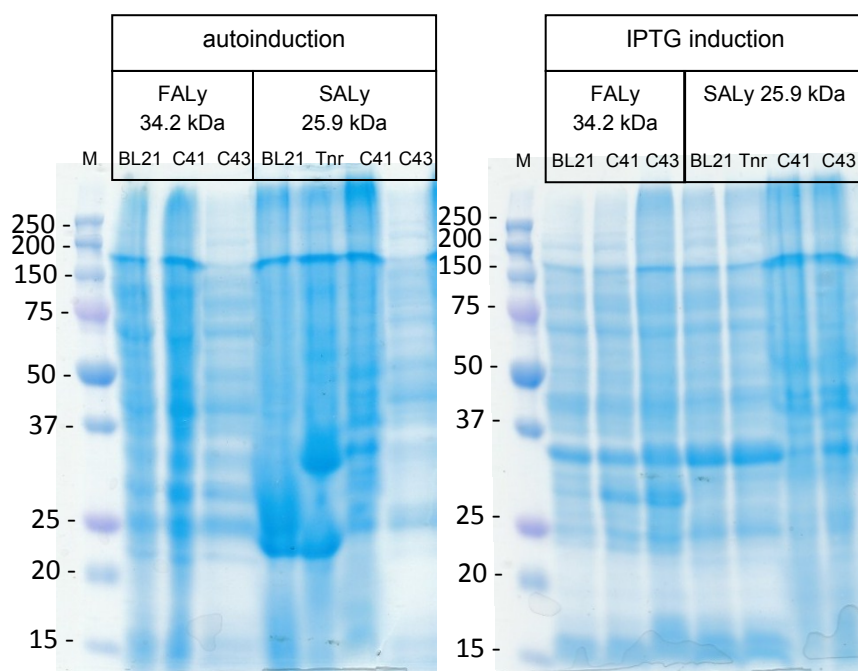 autoinduction
FALy
34.2 kDa
SALy
25.9 kDa
M BL21 C41 C43 BL21 Tnr C41 C43
250 -
200 -
150 -
75 -
50 -
37 -
25 -
20 -
15 -
IPTG induction
FALy
34.2 kDa
SALy 25.9 kDa
M BL21 C41 C43 BL21 Tnr C41 C43
250 -
200 -
150 -
75 -
50 -
37 -
25 -
20 -
15 -